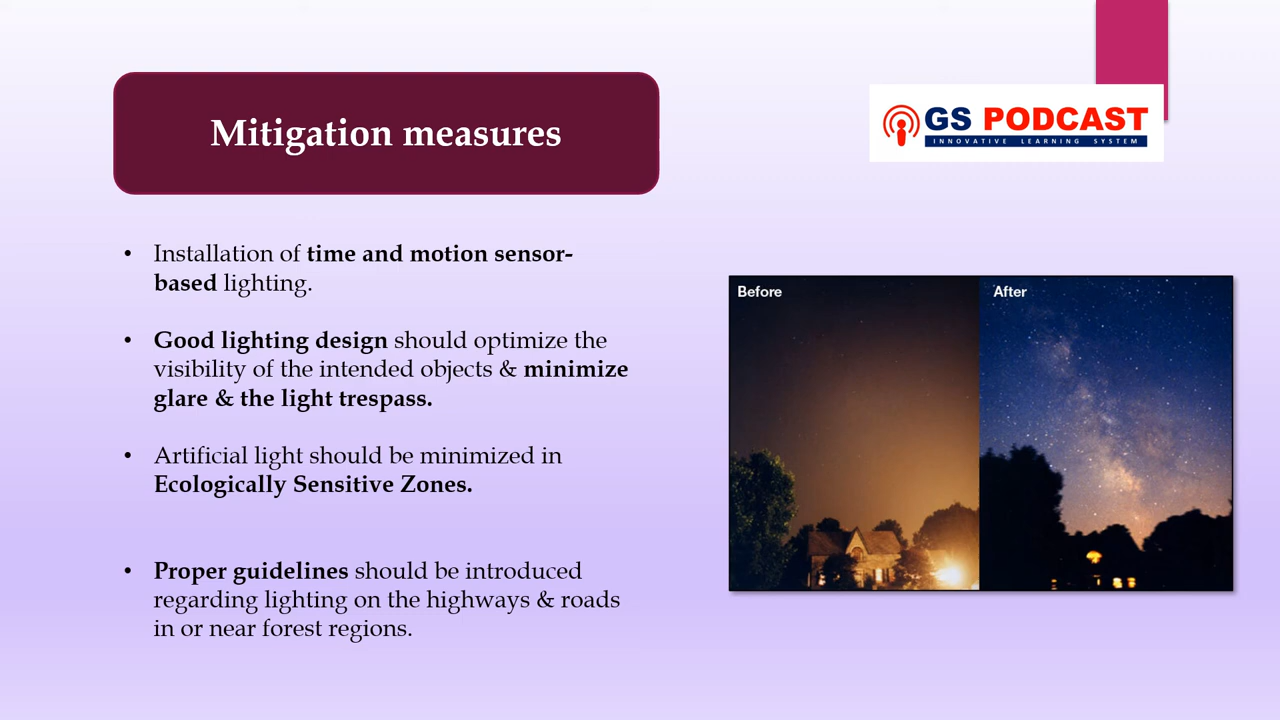 Mitigation measures
GS PODCAST
INNOVATIVE LEARNING SYSTEM
• Installation of time and motion sensor-
based lighting.
• Good lighting design should optimize the
visibility of the intended objects & minimize
glare & the light trespass.
• Artificial light should be minimized in
Ecologically Sensitive Zones.
• Proper guidelines should be introduced
regarding lighting on the highways & roads
in or near forest regions.
Before
After